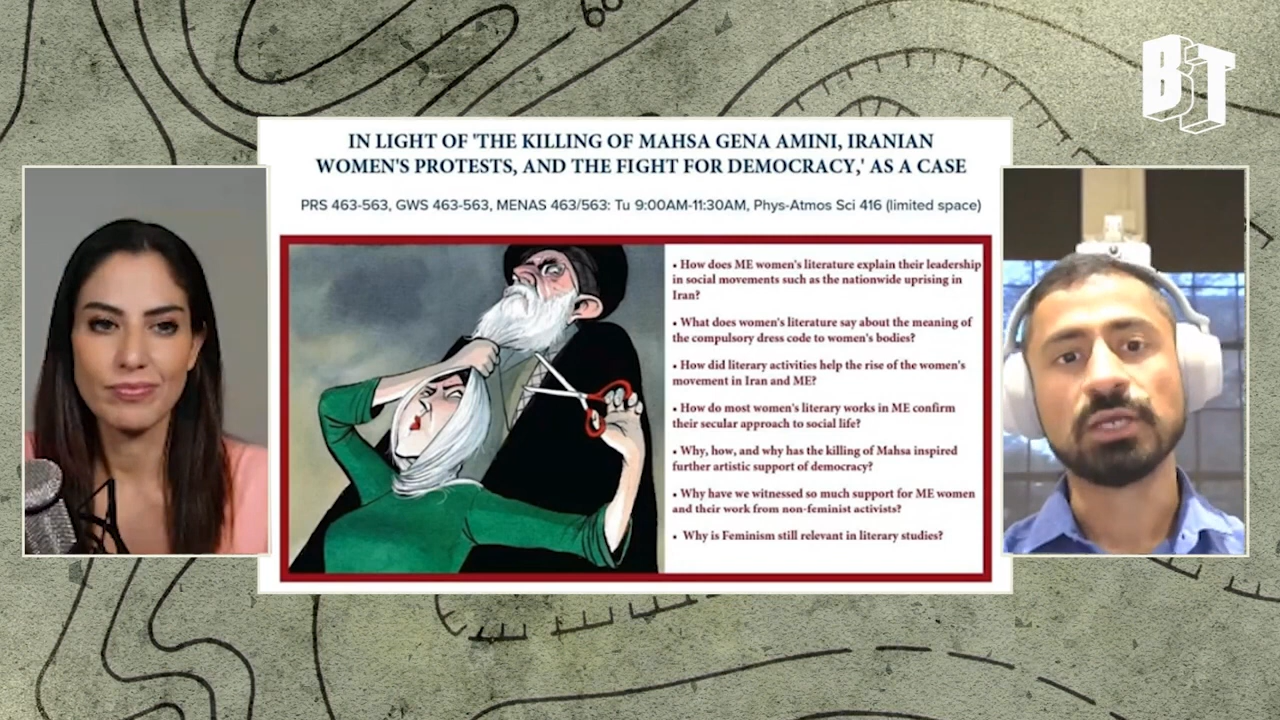 60
BT
IN LIGHT OF 'THE KILLING OF MAHSA GENA AMINI, IRANIAN
WOMEN'S PROTESTS, AND THE FIGHT FOR DEMOCRACY,' AS A CASE
PRS 463-563, GWS 463-563, MENAS 463/563: Tu 9:00AM-11:30AM, Phys-Atmos Sci 416 (limited space)
• How does ME women's literature explain their leadership
in social movements such as the nationwide uprising in
Iran?
• What does women's literature say about the meaning of
the compulsory dress code to women's bodies?
• How did literary activities help the rise of the women's
movement in Iran and ME?
• How do most women's literary works in ME confirm
their secular approach to social life?
• Why, how, and why has the killing of Mahsa inspired
further artistic support of democracy?
• Why have we witnessed so much support for ME women
and their work from non-feminist activists?
• Why is Feminism still relevant in literary studies?